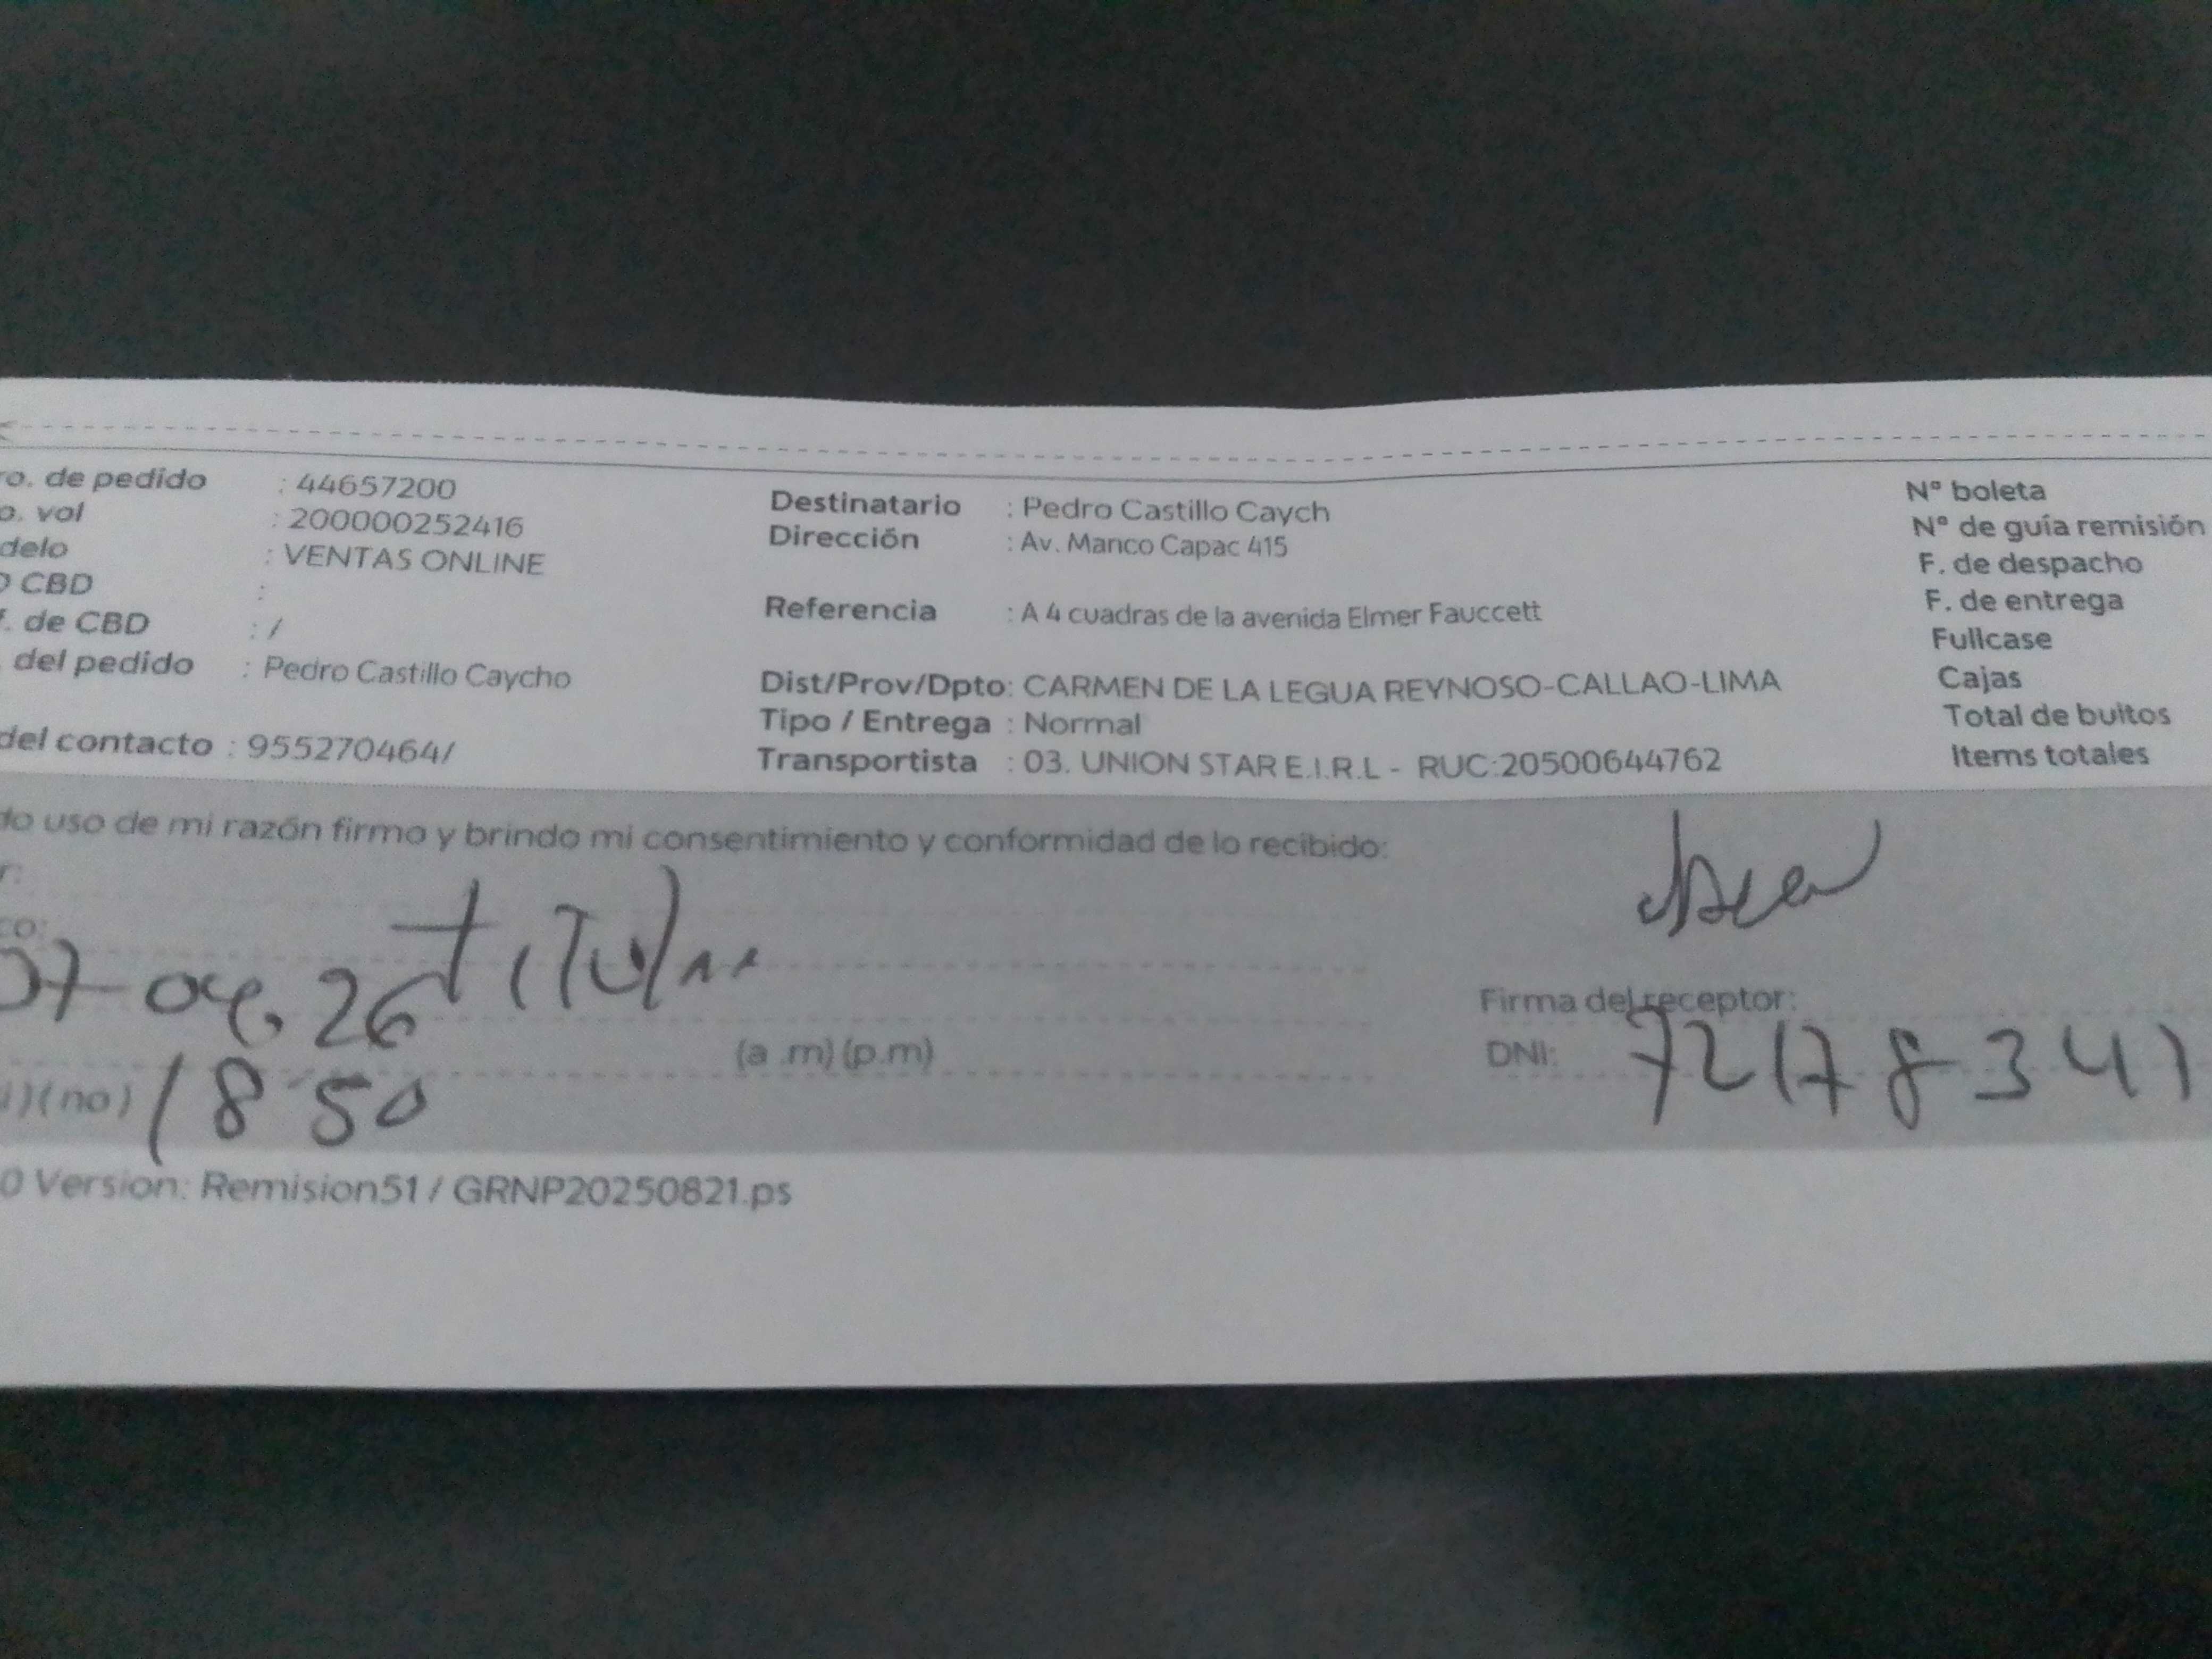 ro. de pedido : 44657200
o. vol : 200000252416
delo : VENTAS ONLINE
O CBD :
f. de CBD : /
. del pedido : Pedro Castillo Caycho
del contacto : 955270464/
Destinatario : Pedro Castillo Caych
Dirección : Av. Manco Capac 415
Referencia : A 4 cuadras de la avenida Elmer Fauccett
Dist/Prov/Dpto: CARMEN DE LA LEGUA REYNOSO-CALLAO-LIMA
Tipo / Entrega : Normal
Transportista : 03. UNION STAR E.I.R.L - RUC:20500644762
Nº boleta
Nº de guía remisión
F. de despacho
F. de entrega
Fullcase
Cajas
Total de bultos
Items totales
do uso de mi razón firmo y brindo mi consentimiento y conformidad de lo recibido:
r:
co:
07 04. 26
(a .m) (p.m)
i) (no) 18 50
Firma del receptor:
DNI: 72178341
0 Version: Remision51 / GRNP20250821.ps